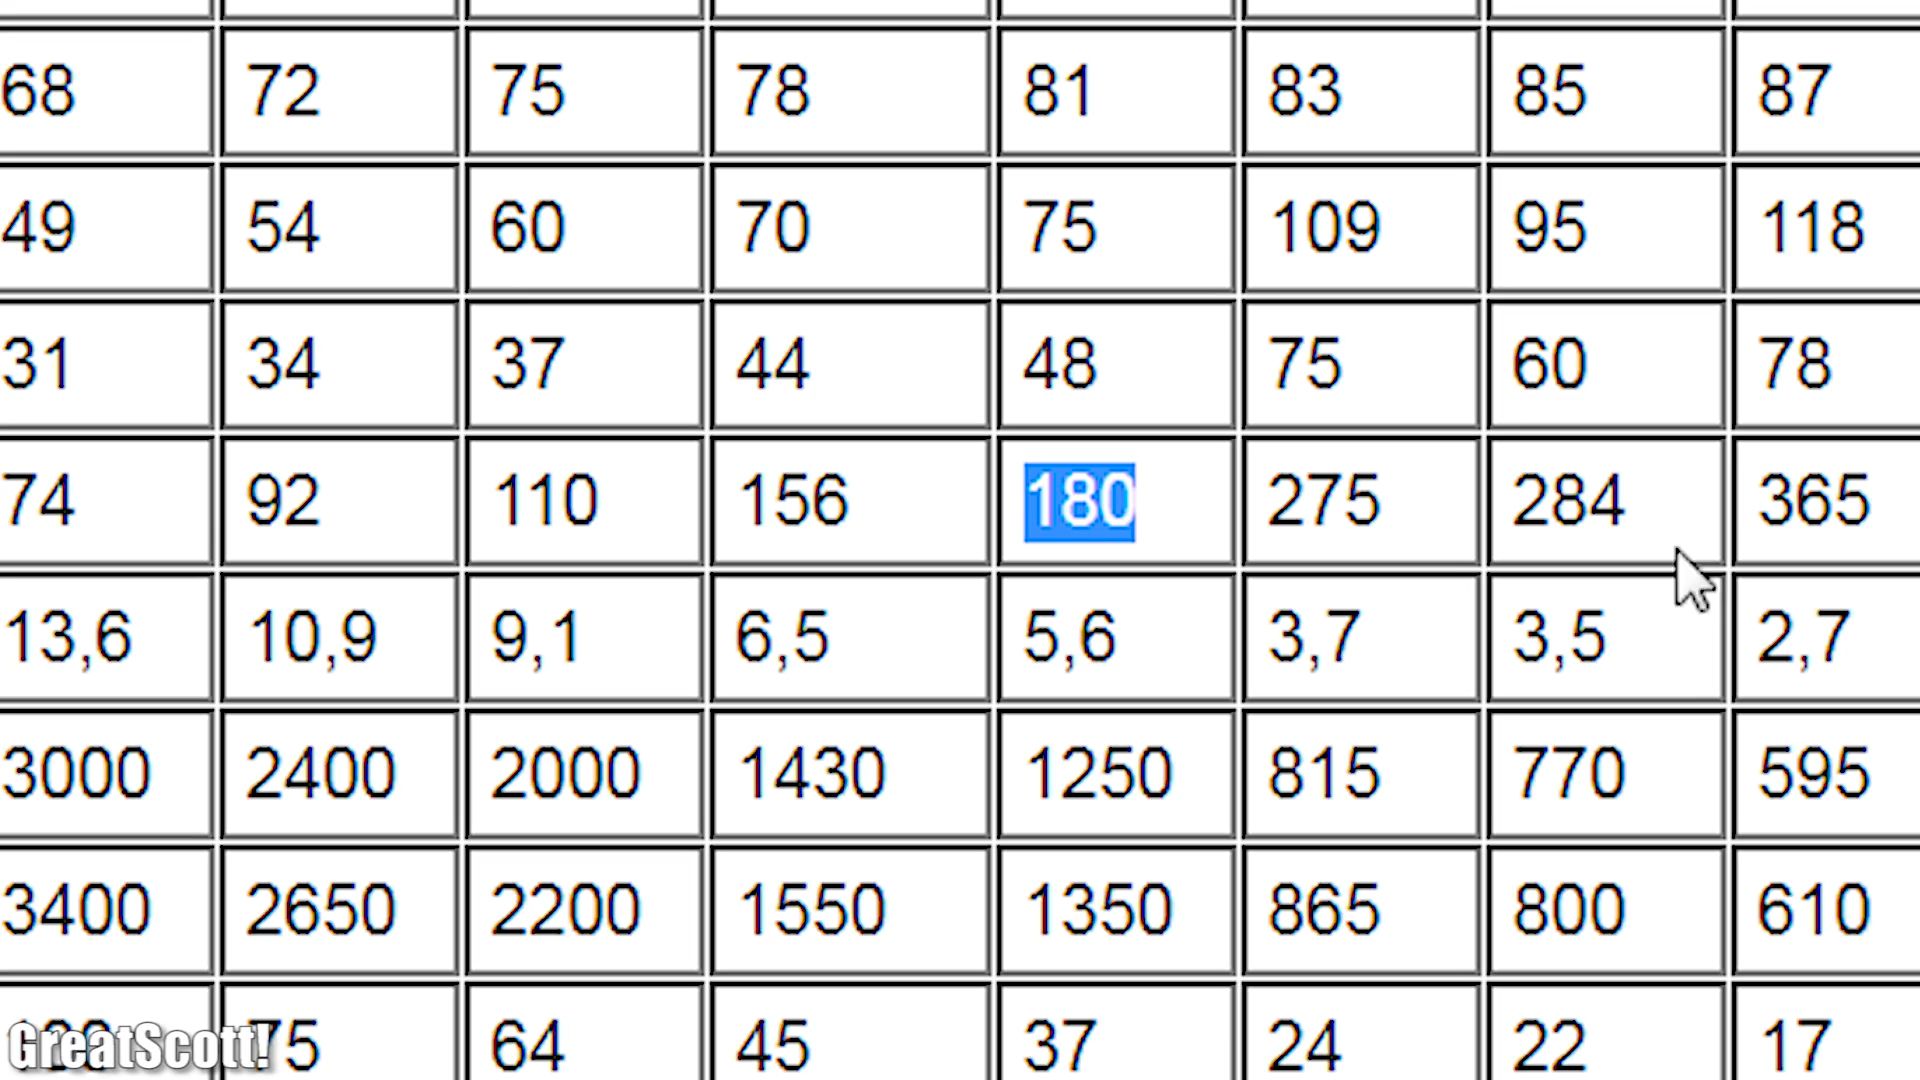 68 72 75 78 81 83 85 87
49 54 60 70 75 109 95 118
31 34 37 44 48 75 60 78
74 92 110 156 180 275 284 365
13,6 10,9 9,1 6,5 5,6 3,7 3,5 2,7
3000 2400 2000 1430 1250 815 770 595
3400 2650 2200 1550 1350 865 800 610
75 64 45 37 24 22 17
GreatScott!